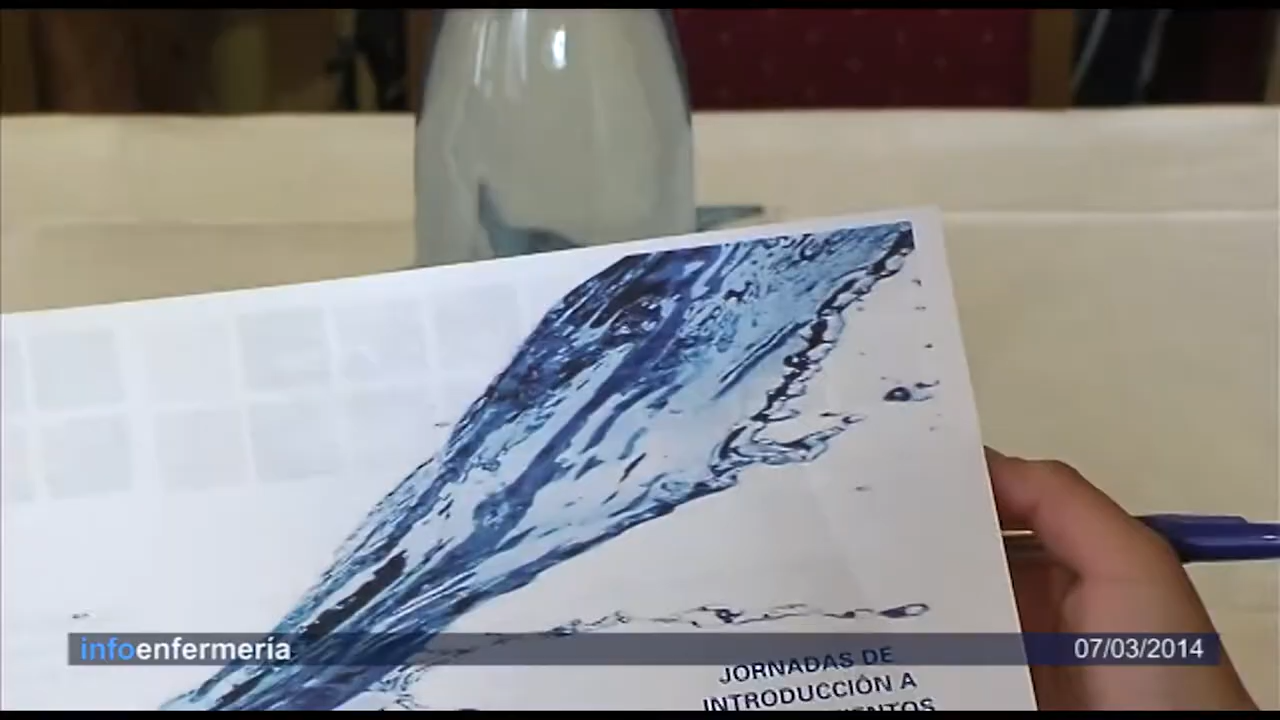 infoenfermería
07/03/2014
JORNADAS DE
INTRODUCCIÓN A